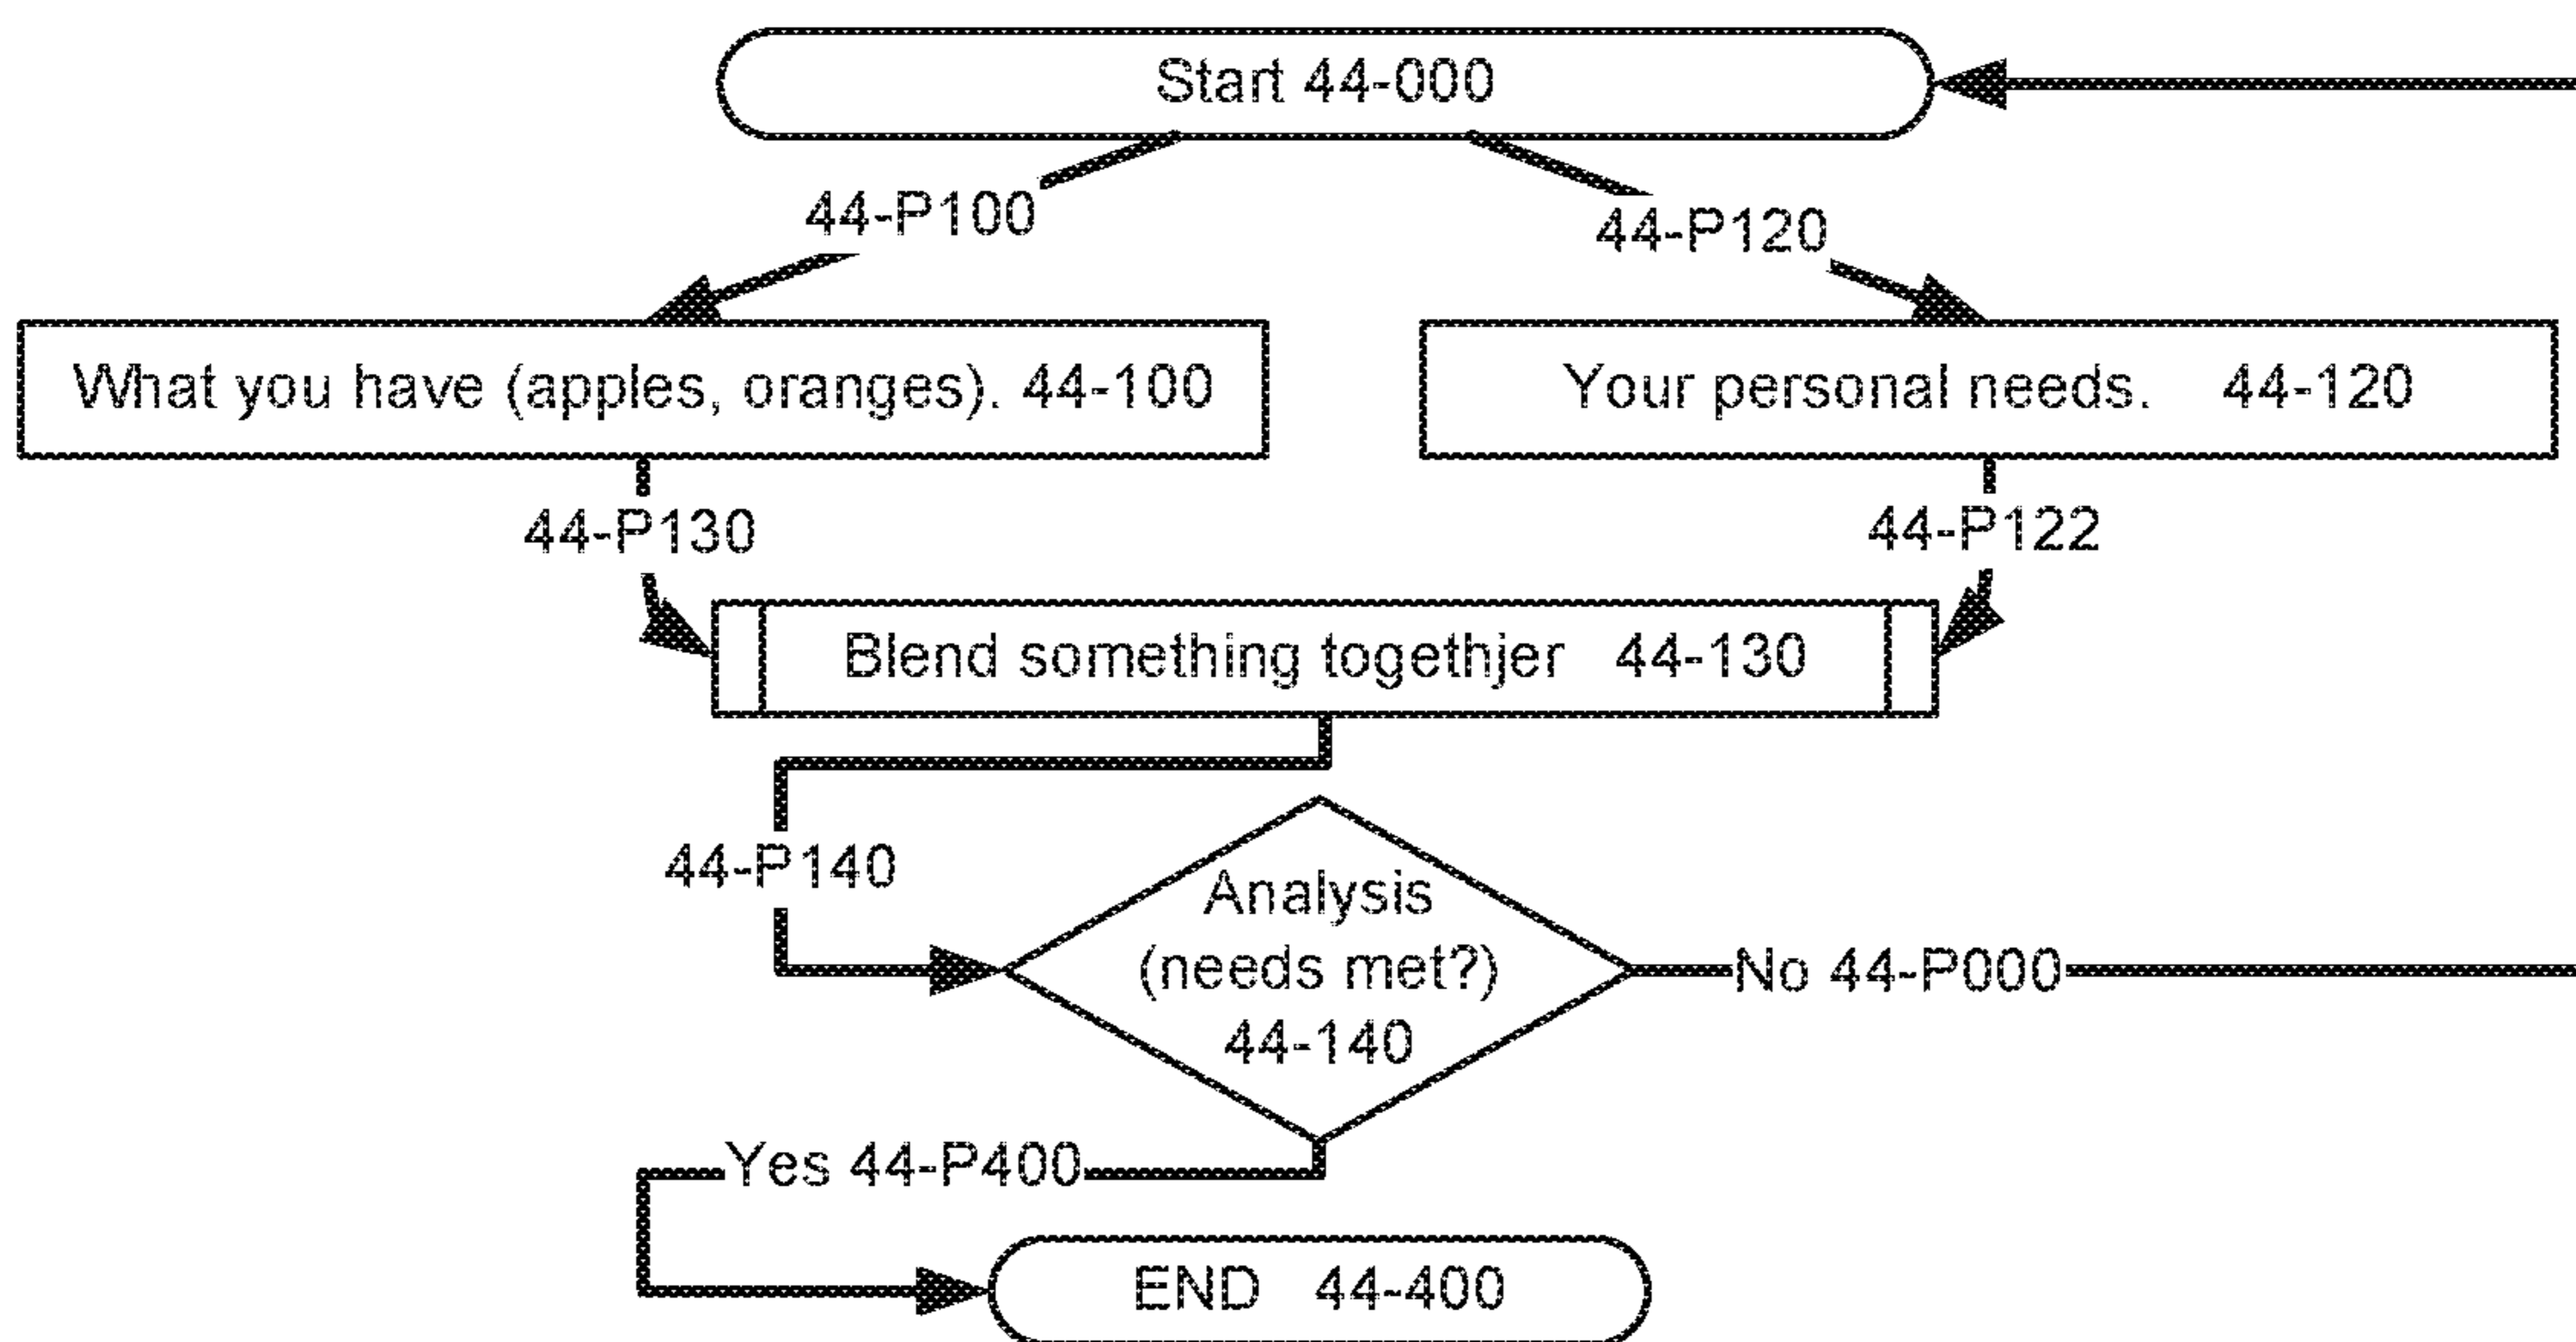 Start 44-000
44-P100
44-P120
What you have (apples, oranges). 44-100
Your personal needs. 44-120
44-P130
44-P122
Blend something togethjer 44-130
44-P140
Analysis
(needs met?)
44-140
No 44-P000
Yes 44-P400
END 44-400